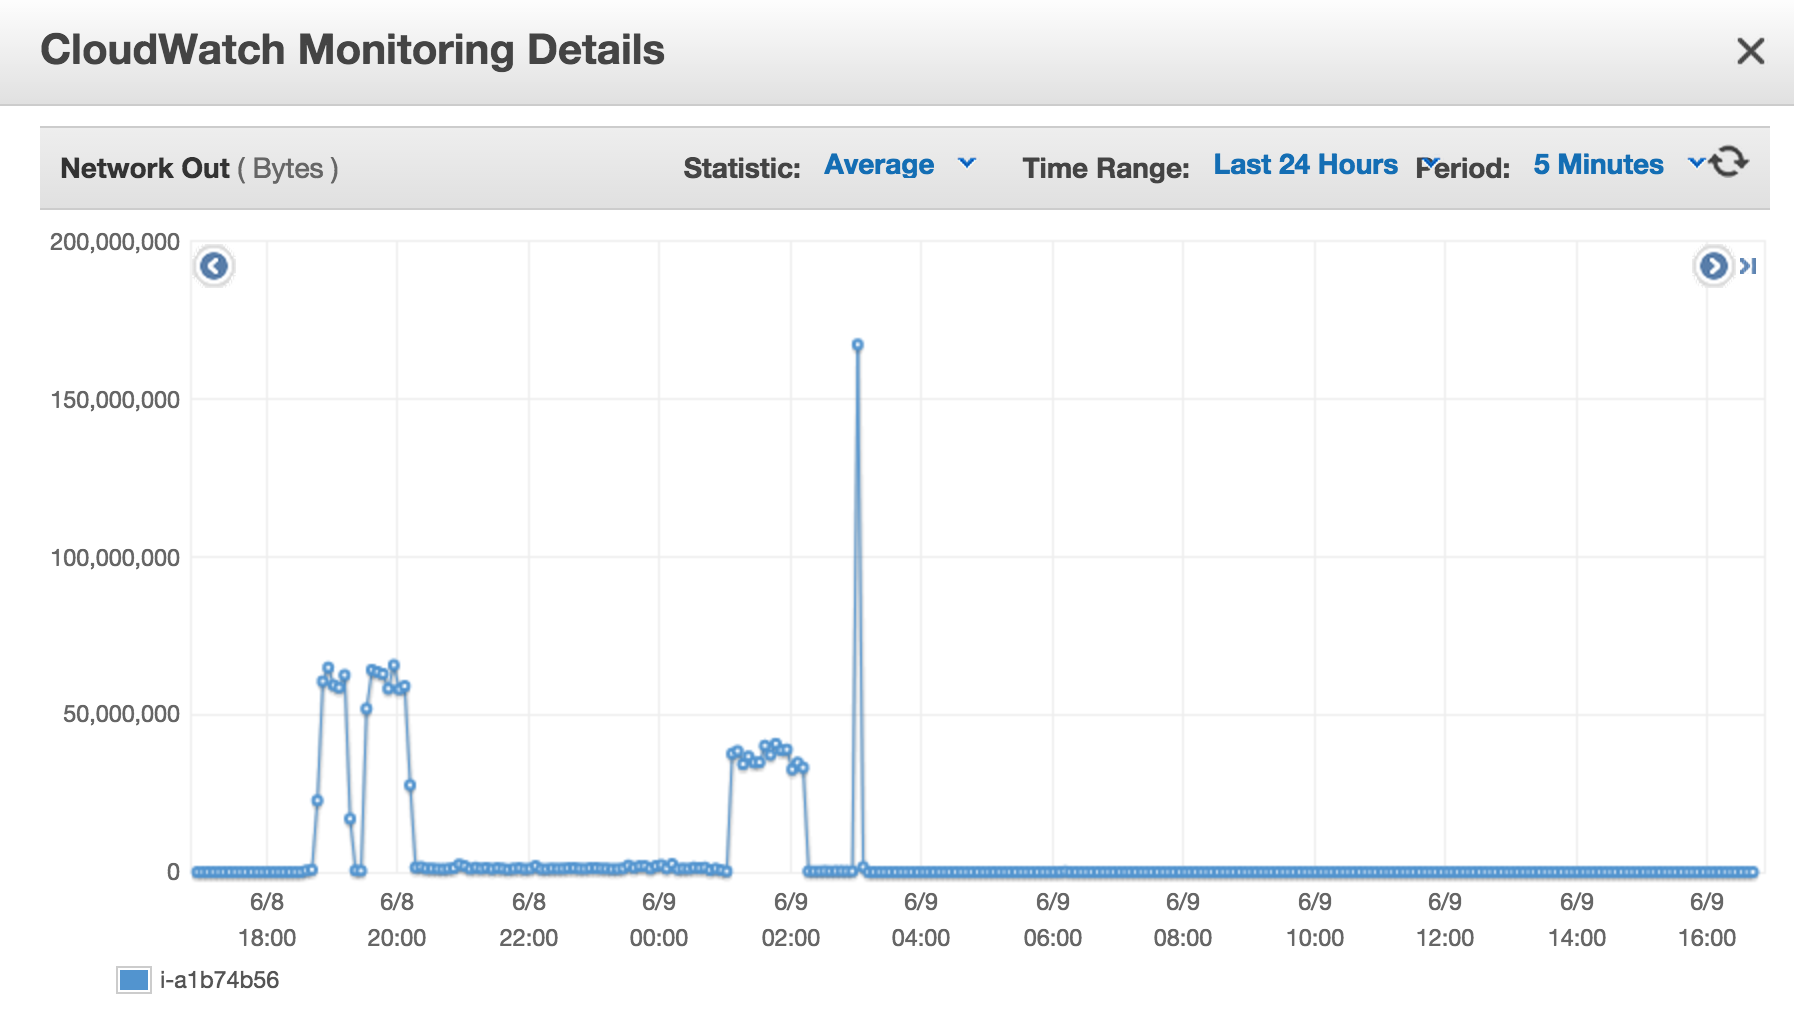 CloudWatch Monitoring Details
Network Out ( Bytes ) Statistic: Average Time Range: Last 24 Hours Period: 5 Minutes
200,000,000
150,000,000
100,000,000
50,000,000
0
6/8 6/8 6/8 6/9 6/9 6/9 6/9 6/9 6/9 6/9 6/9 6/9
18:00 20:00 22:00 00:00 02:00 04:00 06:00 08:00 10:00 12:00 14:00 16:00
i-a1b74b56